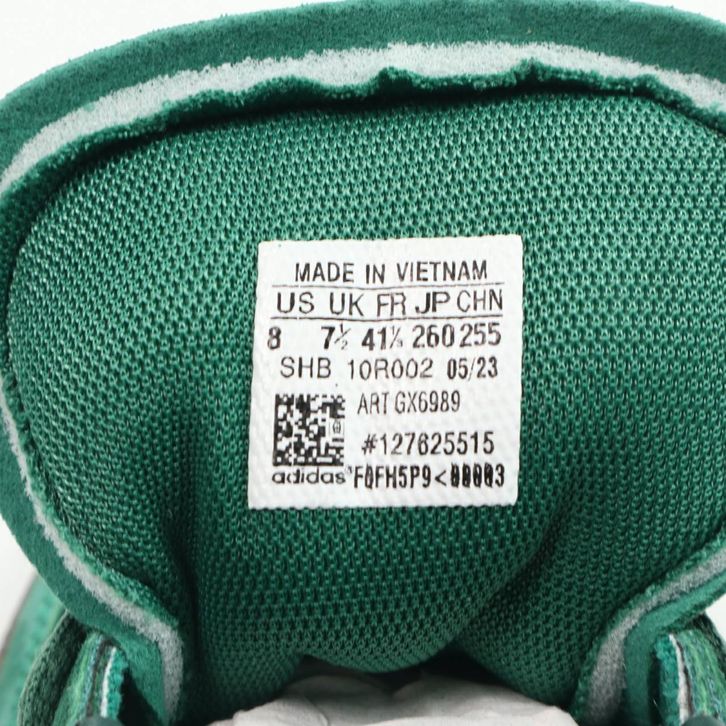 MADE IN VIETNAM
US UK FR JP CHN
8 7½ 41⅓ 260 255
SHB 10R002 05/23
ART GX6989
#127625515
adidas®